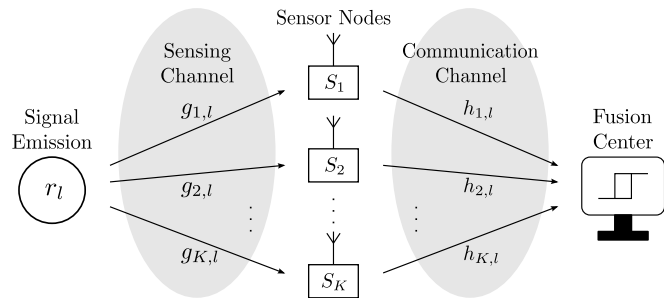 Sensor Nodes
Sensing
Channel
Communication
Channel
Signal
Emission
Fusion
Center
r_l
g_{1,l}
g_{2,l}
g_{K,l}
S_1
S_2
S_K
h_{1,l}
h_{2,l}
h_{K,l}